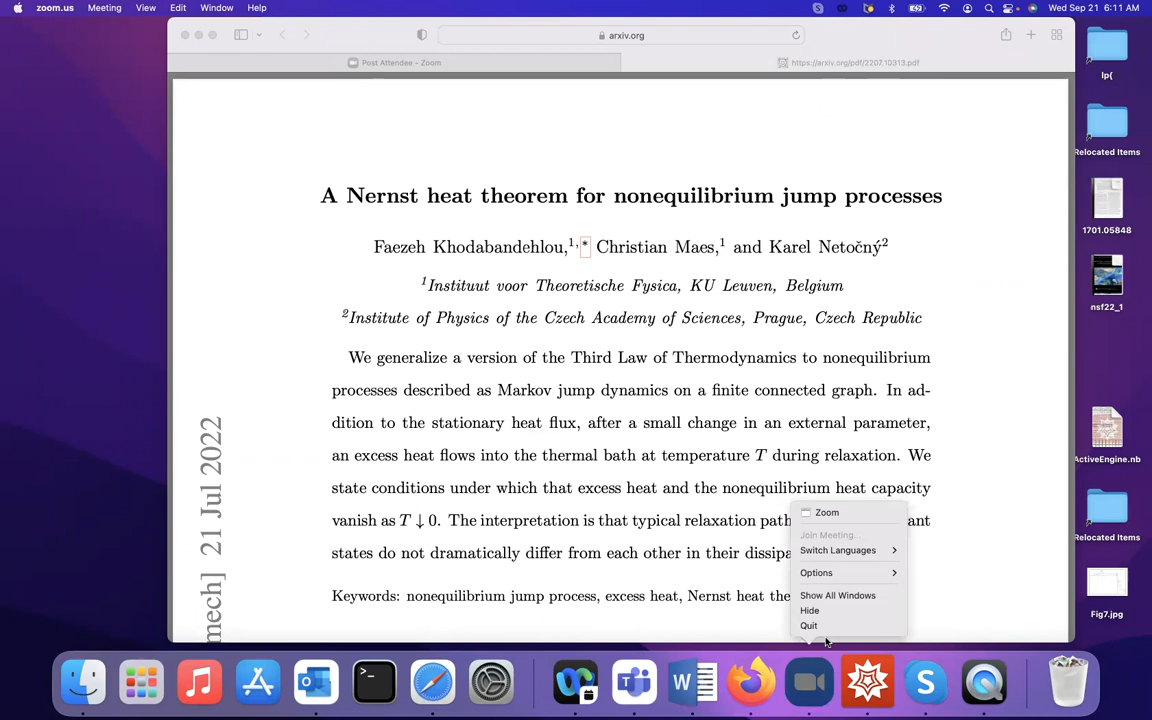 zoom.us Meeting View Edit Window Help
Wed Sep 21 6:11 AM
arxiv.org
Post Attendee - Zoom
https://arxiv.org/pdf/2207.10313.pdf
A Nernst heat theorem for nonequilibrium jump processes
Faezeh Khodabandehlou,1,* Christian Maes,1 and Karel Netočný2
1Instituut voor Theoretische Fysica, KU Leuven, Belgium
2Institute of Physics of the Czech Academy of Sciences, Prague, Czech Republic
We generalize a version of the Third Law of Thermodynamics to nonequilibrium
processes described as Markov jump dynamics on a finite connected graph. In ad-
dition to the stationary heat flux, after a small change in an external parameter,
an excess heat flows into the thermal bath at temperature T during relaxation. We
state conditions under which that excess heat and the nonequilibrium heat capacity
vanish as T ↓ 0. The interpretation is that typical relaxation path ant
states do not dramatically differ from each other in their dissipa
Keywords: nonequilibrium jump process, excess heat, Nernst heat the
mech] 21 Jul 2022
Zoom
Join Meeting...
Switch Languages
Options
Show All Windows
Hide
Quit
lp{
Relocated Items
1701.05848
nsf22_1
ActiveEngine.nb
Relocated Items
Fig7.jpg